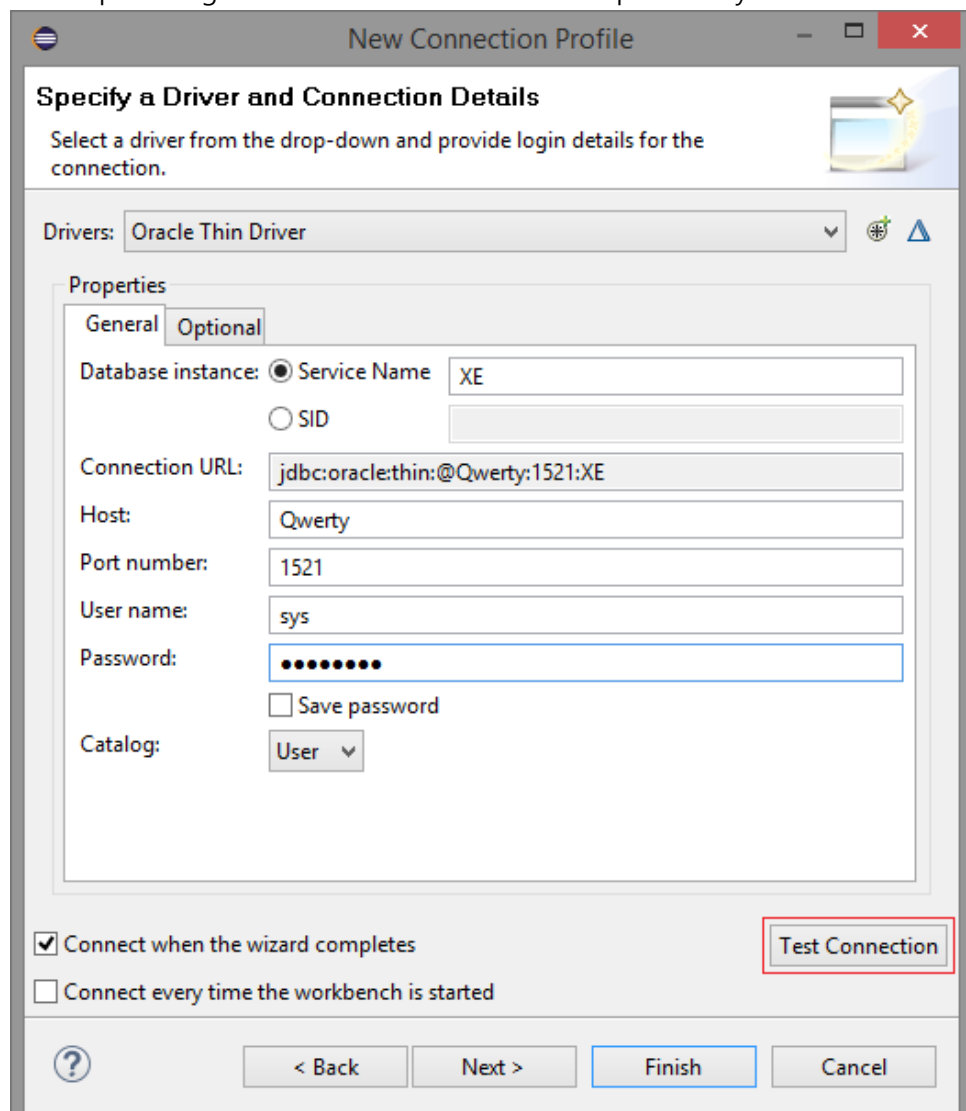 New Connection Profile
Specify a Driver and Connection Details
Select a driver from the drop-down and provide login details for the
connection.
Drivers: Oracle Thin Driver
Properties
General Optional
Database instance: Service Name XE
SID
Connection URL: jdbc:oracle:thin:@Qwerty:1521:XE
Host: Qwerty
Port number: 1521
User name: sys
Password: ●●●●●●●●
Save password
Catalog: User
Connect when the wizard completes
Test Connection
Connect every time the workbench is started
< Back Next > Finish Cancel